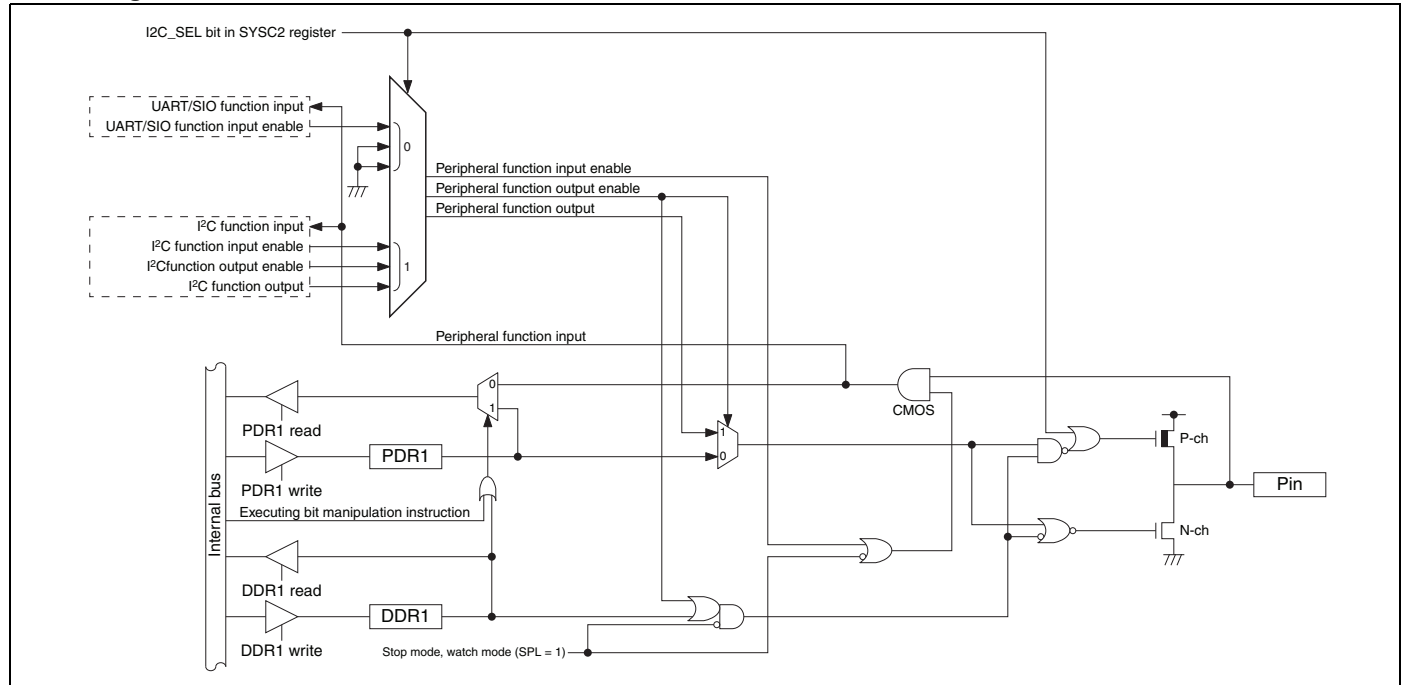 I2C_SEL bit in SYSC2 register
UART/SIO function input
UART/SIO function input enable
0
Peripheral function input enable
Peripheral function output enable
Peripheral function output
I2C function input
I2C function input enable
I2Cfunction output enable
I2C function output
1
Peripheral function input
0
1
CMOS
PDR1 read
PDR1
PDR1 write
1
0
P-ch
Pin
Executing bit manipulation instruction
Internal bus
N-ch
DDR1 read
DDR1
DDR1 write
Stop mode, watch mode (SPL = 1)